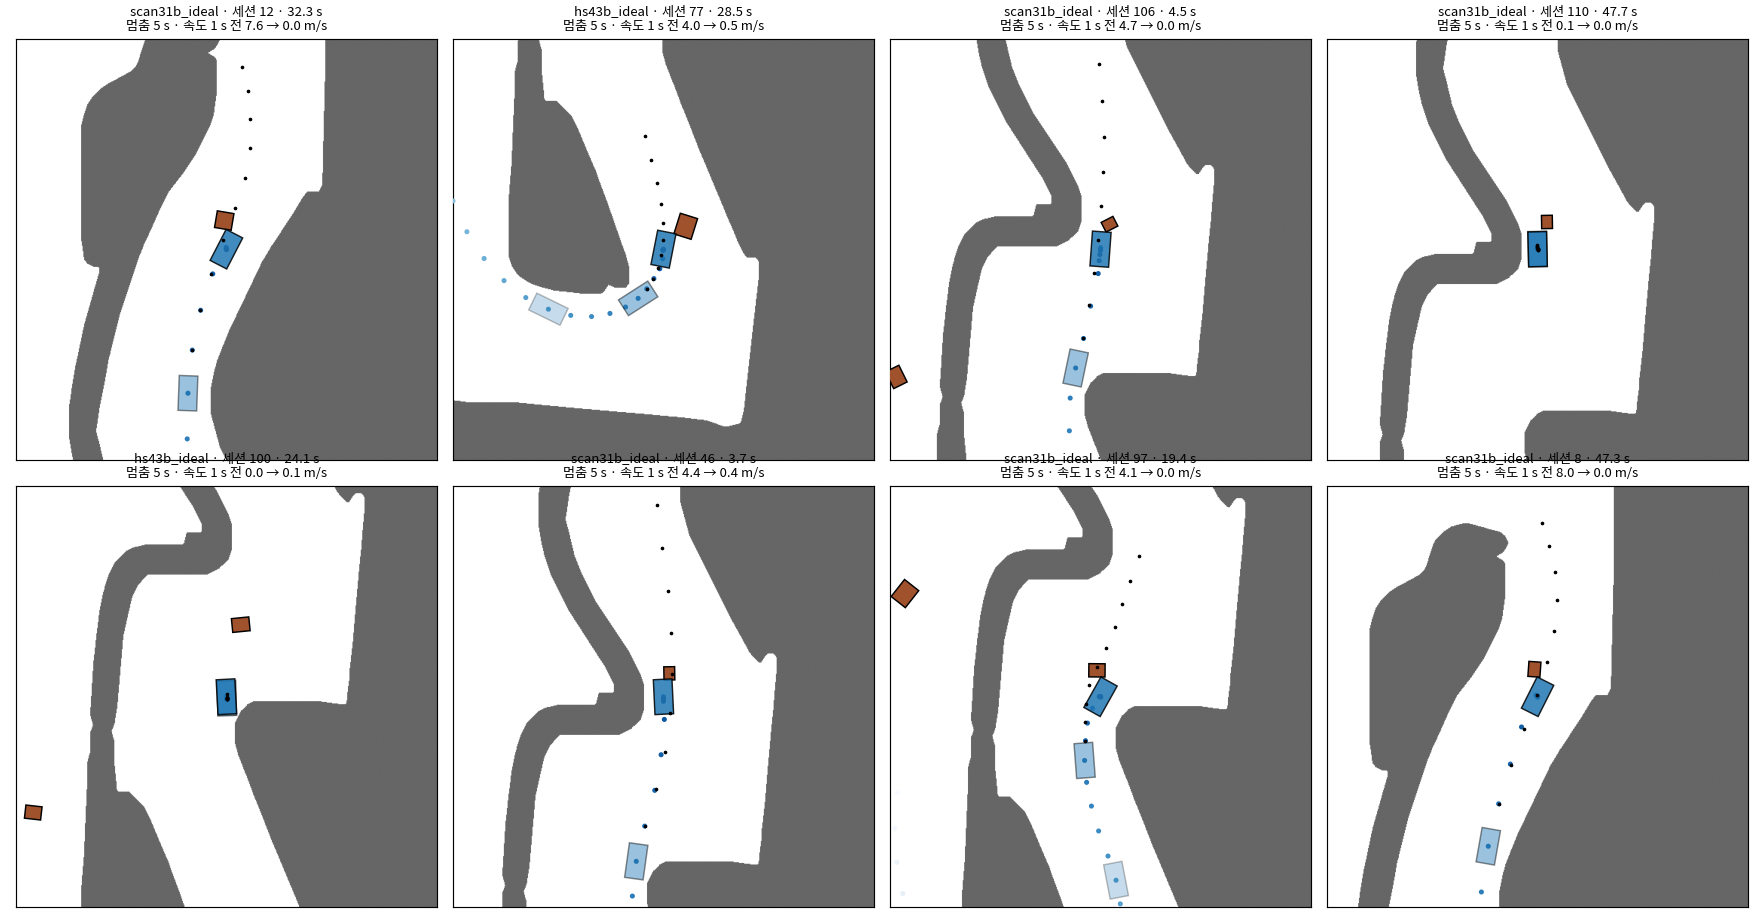 scan31b_ideal · 세션 12 · 32.3 s
멈춤 5 s · 속도 1 s 전 7.6 → 0.0 m/s
hs43b_ideal · 세션 77 · 28.5 s
멈춤 5 s · 속도 1 s 전 4.0 → 0.5 m/s
scan31b_ideal · 세션 106 · 4.5 s
멈춤 5 s · 속도 1 s 전 4.7 → 0.0 m/s
scan31b_ideal · 세션 110 · 47.7 s
멈춤 5 s · 속도 1 s 전 0.1 → 0.0 m/s
hs43b_ideal · 세션 100 · 24.1 s
멈춤 5 s · 속도 1 s 전 0.0 → 0.1 m/s
scan31b_ideal · 세션 46 · 3.7 s
멈춤 5 s · 속도 1 s 전 4.4 → 0.4 m/s
scan31b_ideal · 세션 97 · 19.4 s
멈춤 5 s · 속도 1 s 전 4.1 → 0.0 m/s
scan31b_ideal · 세션 8 · 47.3 s
멈춤 5 s · 속도 1 s 전 8.0 → 0.0 m/s